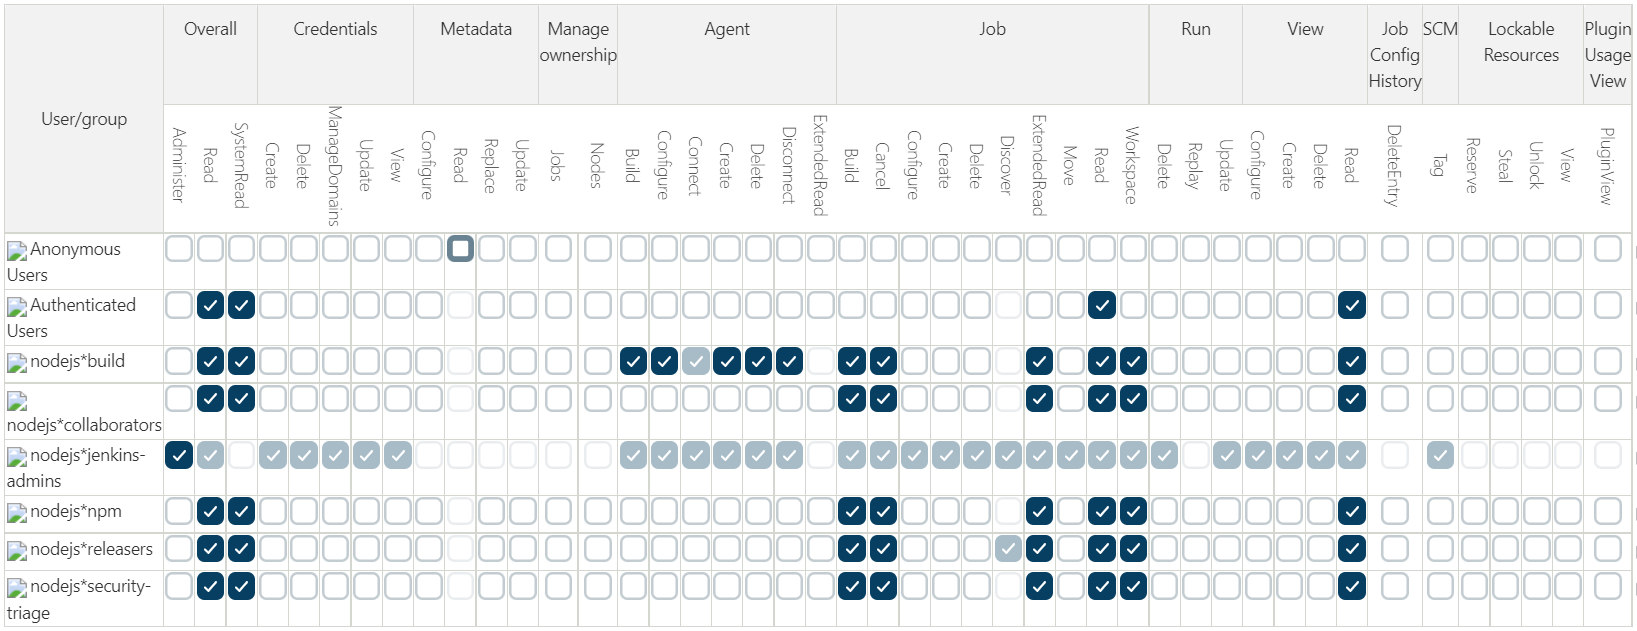 User/group
Overall
Credentials
Metadata
Manage
ownership
Agent
Job
Run
View
Job
Config
History
SCM
Lockable
Resources
Plugin
Usage
View
Administer
Read
SystemRead
Create
Delete
ManageDomains
Update
View
Configure
Read
Replace
Update
Jobs
Nodes
Build
Configure
Connect
Create
Delete
Disconnect
ExtendedRead
Build
Cancel
Configure
Create
Delete
Discover
ExtendedRead
Move
Read
Workspace
Delete
Replay
Update
Configure
Create
Delete
Read
DeleteEntry
Tag
Reserve
Steal
Unlock
View
PluginView
Anonymous
Users
Authenticated
Users
nodejs*build
nodejs*collaborators
nodejs*jenkins-
admins
nodejs*npm
nodejs*releasers
nodejs*security-
triage